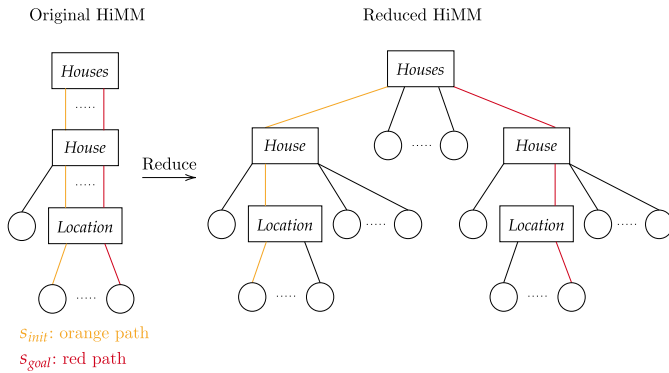 Original HiMM
Reduced HiMM
Houses
.....
House
.....
Location
.....
Reduce
Houses
.....
House
House
Location
.....
Location
.....
.....
.....
s_init: orange path
s_goal: red path